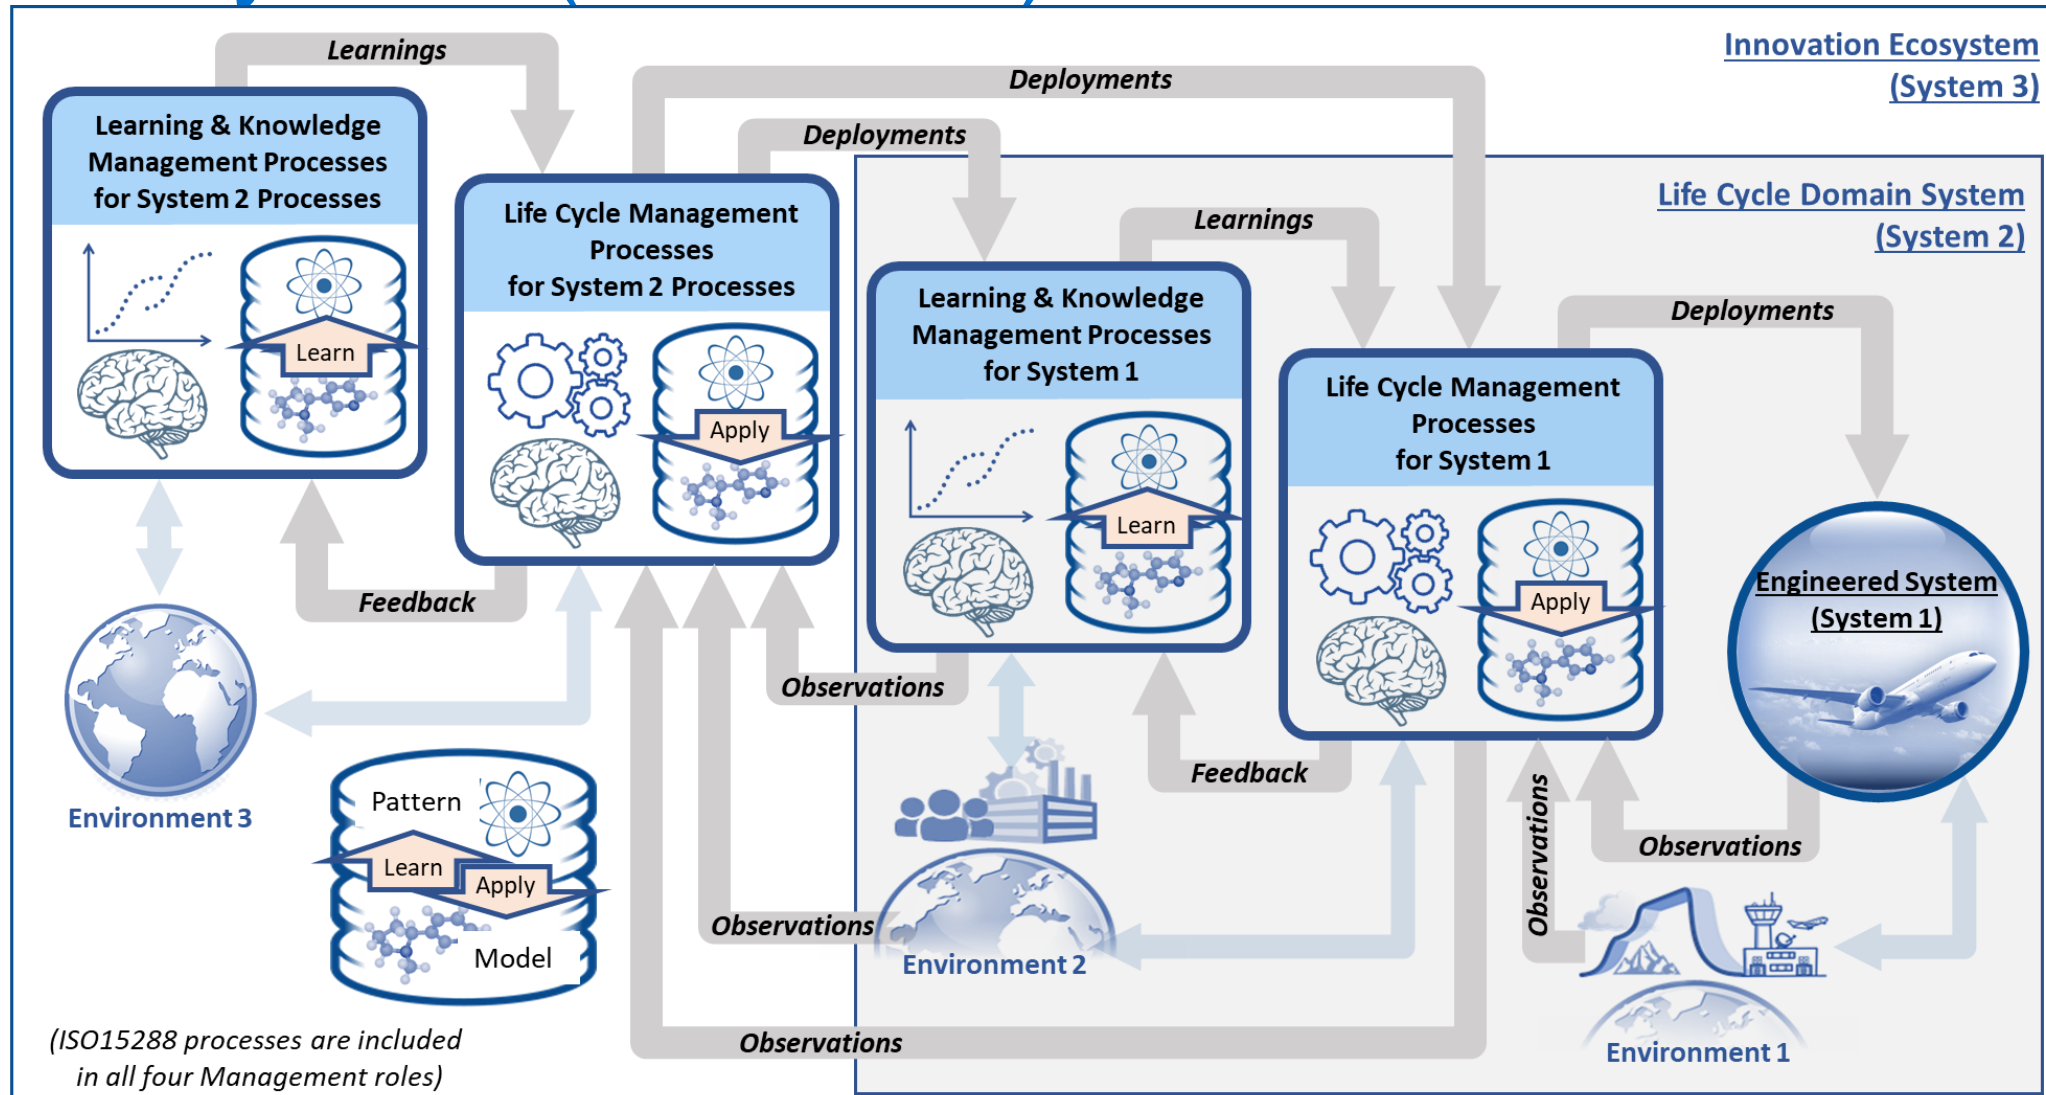 Innovation Ecosystem
(System 3)
Learnings
Deployments
Deployments
Learning & Knowledge
Management Processes
for System 2 Processes
Learn
Life Cycle Management
Processes
for System 2 Processes
Apply
Life Cycle Domain System
(System 2)
Learnings
Learning & Knowledge
Management Processes
for System 1
Learn
Deployments
Life Cycle Management
Processes
for System 1
Apply
Engineered System
(System 1)
Feedback
Observations
Feedback
Observations
Observations
Environment 3
Pattern
Learn
Apply
Model
Observations
Environment 2
Observations
Environment 1
(ISO15288 processes are included
in all four Management roles)